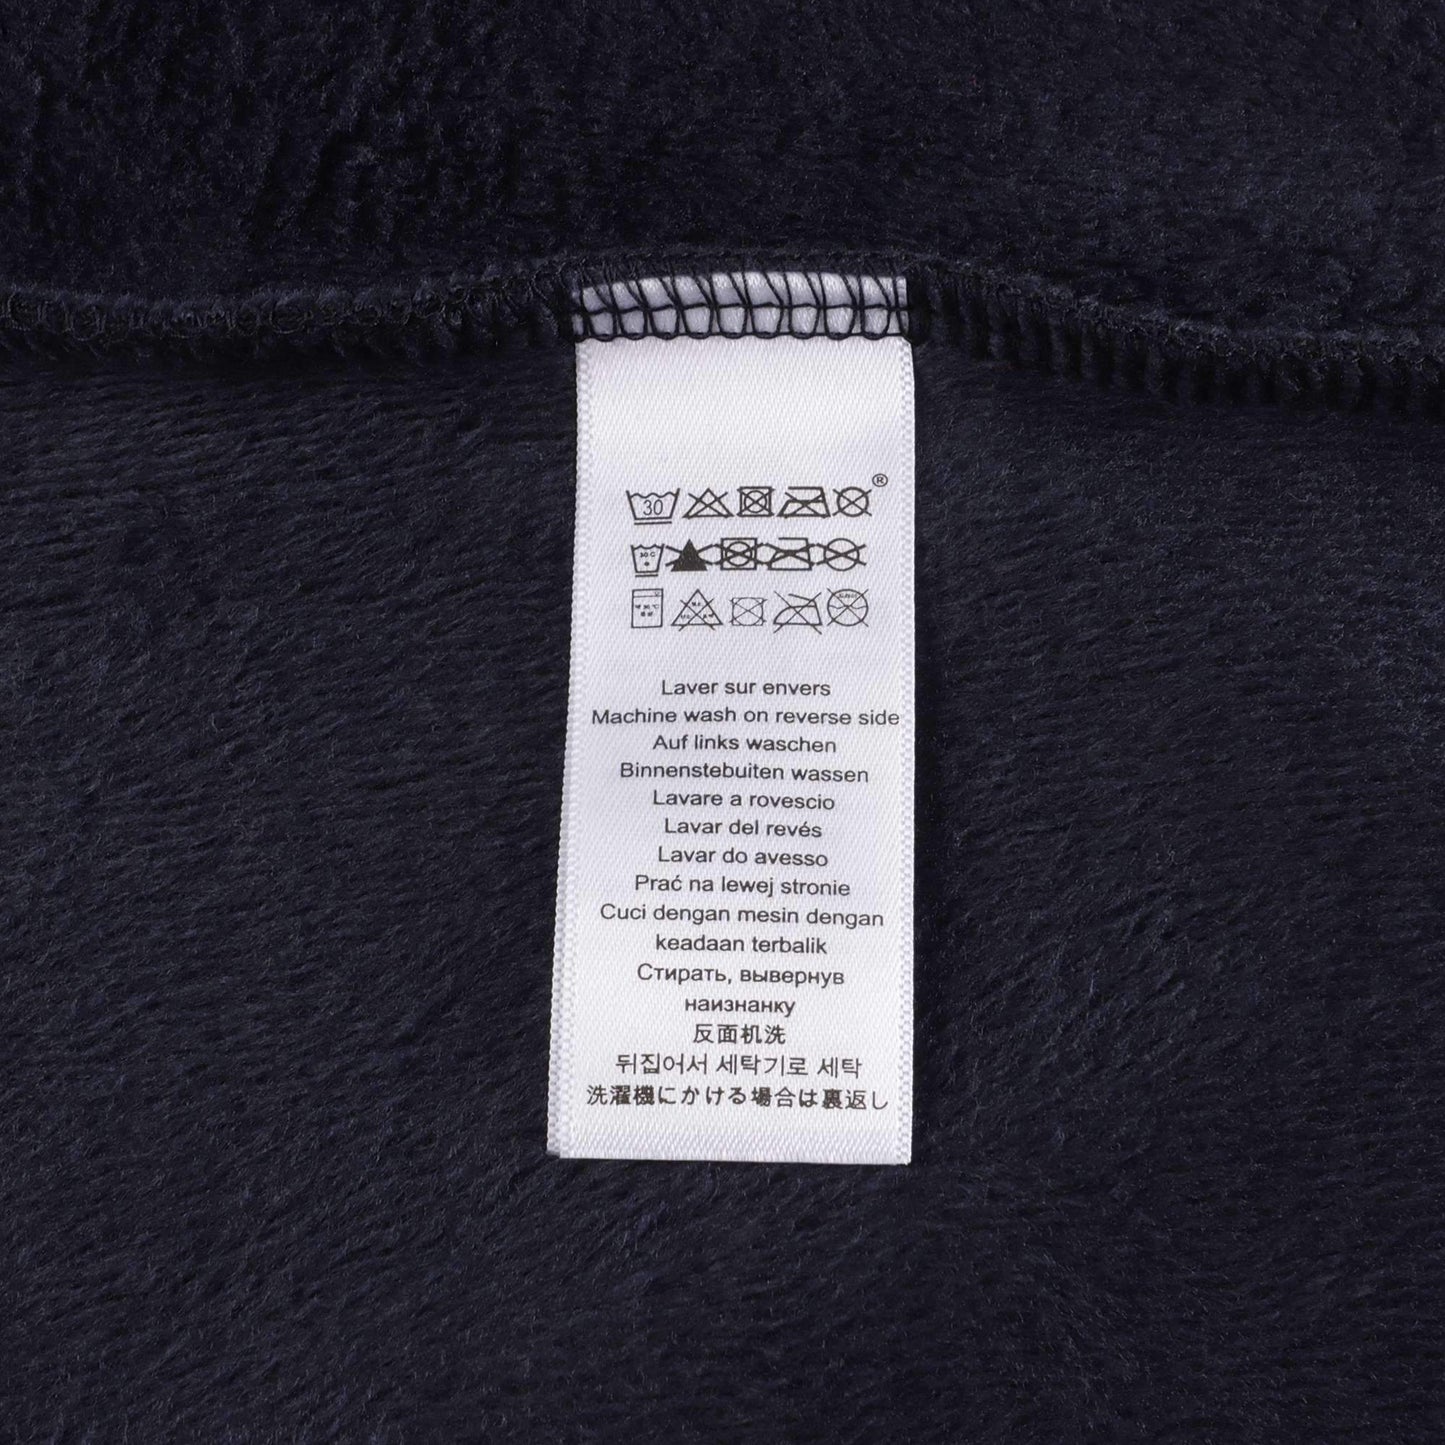 ®
30
30 C
Laver sur envers
Machine wash on reverse side
Auf links waschen
Binnenstebuiten wassen
Lavare a rovescio
Lavar del revés
Lavar do avesso
Prać na lewej stronie
Cuci dengan mesin dengan
keadaan terbalik
Стирать, вывернув
наизнанку
反面机洗
뒤집어서 세탁기로 세탁
洗濯機にかける場合は裏返し